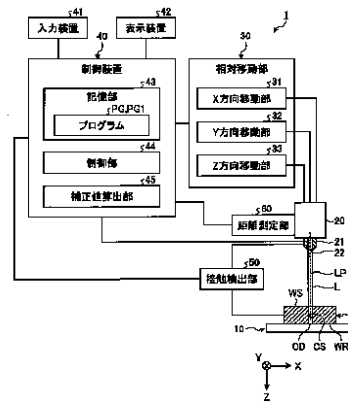 41
入力装置
42
表示装置
40
制御装置
43
記憶部
PG,PG1
プログラム
44
制御部
45
補正値算出部
30
相対移動部
31
X方向移動部
32
Y方向移動部
33
Z方向移動部
1
60
距離測定部
20
21
22
50
接触検出部
LP
L
WS
10
OD
CS
WR
Y
X
Z